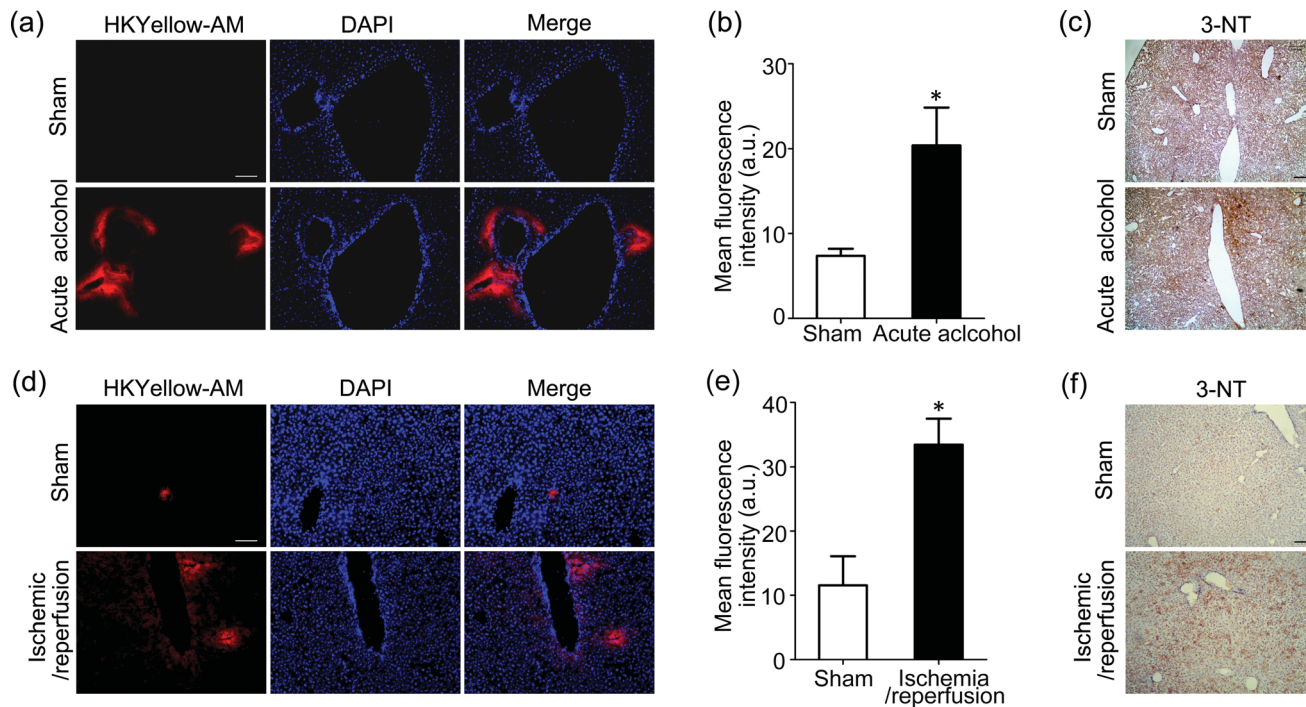 (a)
HKYellow-AM
DAPI
Merge
Sham
Acute aclcohol
(b)
Mean fluorescence
intensity (a.u.)
30
20
10
0
*
Sham
Acute aclcohol
(c)
3-NT
Sham
Acute aclcohol
(d)
HKYellow-AM
DAPI
Merge
Sham
Ischemic
/reperfusion
(e)
Mean fluorescence
intensity (a.u.)
40
30
20
10
0
*
Sham
Ischemia
/reperfusion
(f)
3-NT
Sham
Ischemic
/reperfusion